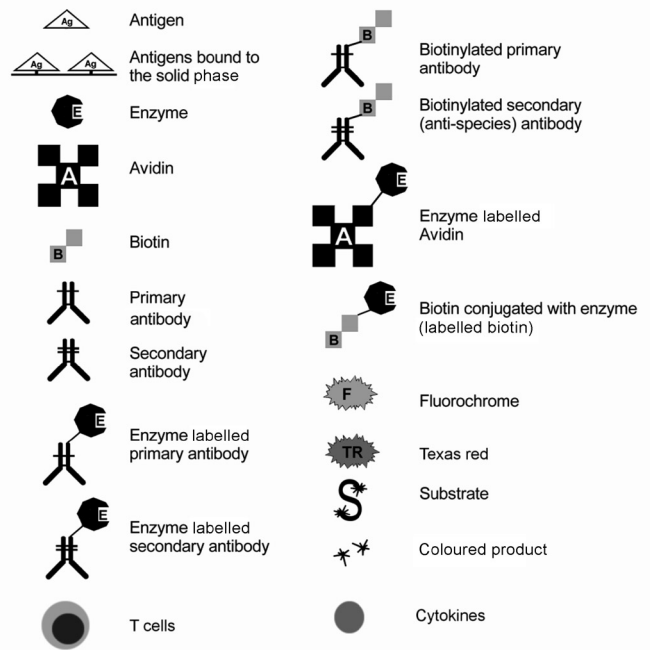 Ag
Antigen
Ag
Ag
Antigens bound to
the solid phase
E
Enzyme
A
Avidin
B
Biotin
Primary
antibody
Secondary
antibody
E
Enzyme labelled
primary antibody
E
Enzyme labelled
secondary antibody
T cells
B
Biotinylated primary
antibody
B
Biotinylated secondary
(anti-species) antibody
E
A
Enzyme labelled
Avidin
E
B
Biotin conjugated with enzyme
(labelled biotin)
F
Fluorochrome
TR
Texas red
S
Substrate
Coloured product
Cytokines